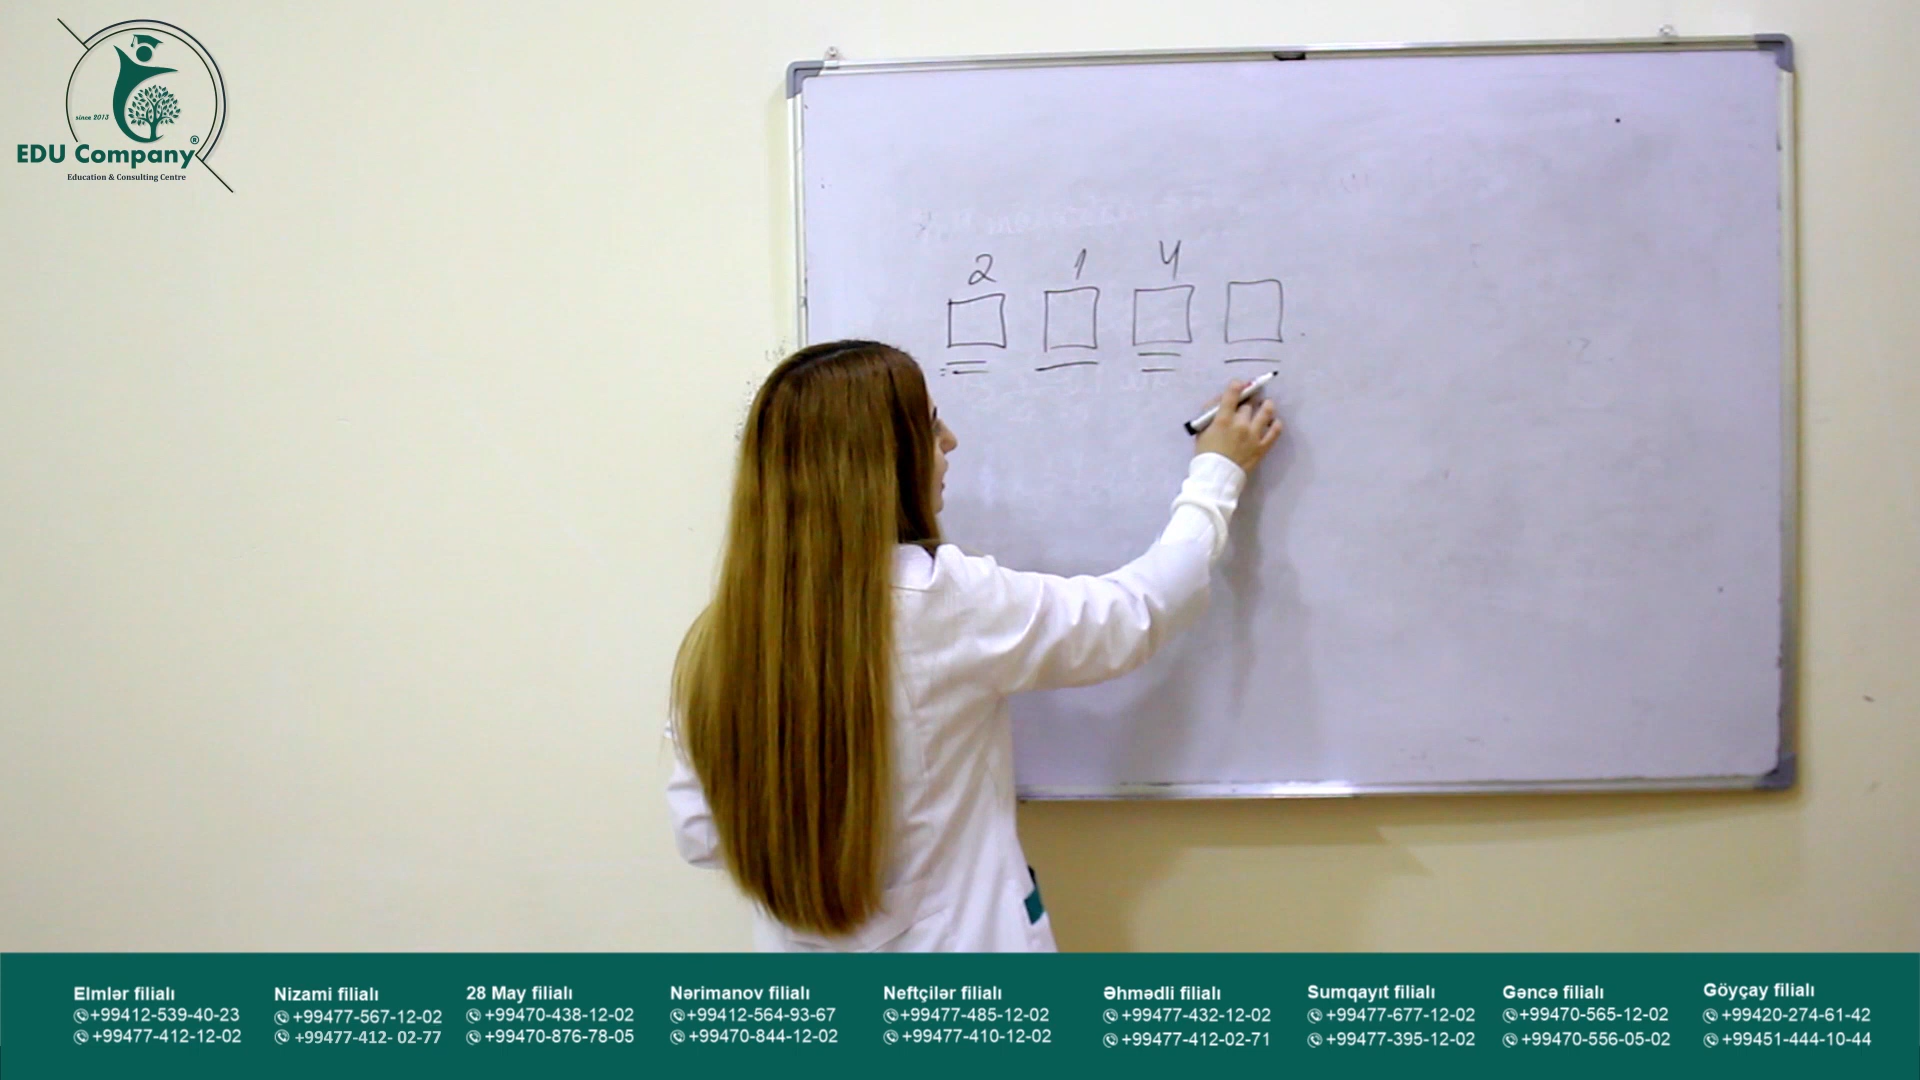 since 2013
EDU Company®
Education & Consulting Centre
2 1 4
Elmlər filialı
+99412-539-40-23
+99477-412-12-02
Nizami filialı
+99477-567-12-02
+99477-412- 02-77
28 May filialı
+99470-438-12-02
+99470-876-78-05
Nərimanov filialı
+99412-564-93-67
+99470-844-12-02
Neftçilər filialı
+99477-485-12-02
+99477-410-12-02
Əhmədli filialı
+99477-432-12-02
+99477-412-02-71
Sumqayıt filialı
+99477-677-12-02
+99477-395-12-02
Gəncə filialı
+99470-565-12-02
+99470-556-05-02
Göyçay filialı
+99420-274-61-42
+99451-444-10-44